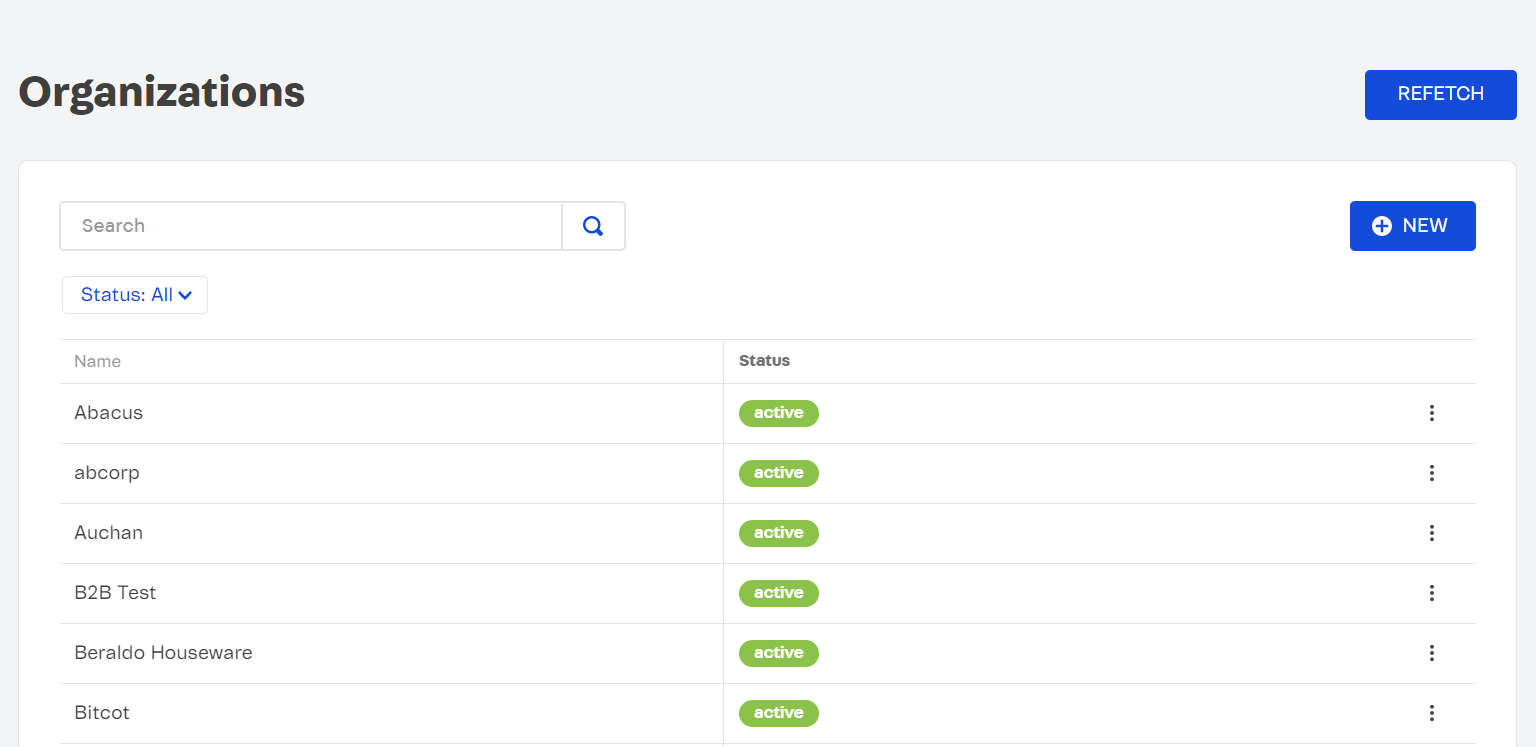 Organizations
REFETCH
Search
NEW
Status: All
Name Status
Abacus active
abcorp active
Auchan active
B2B Test active
Beraldo Houseware active
Bitcot active